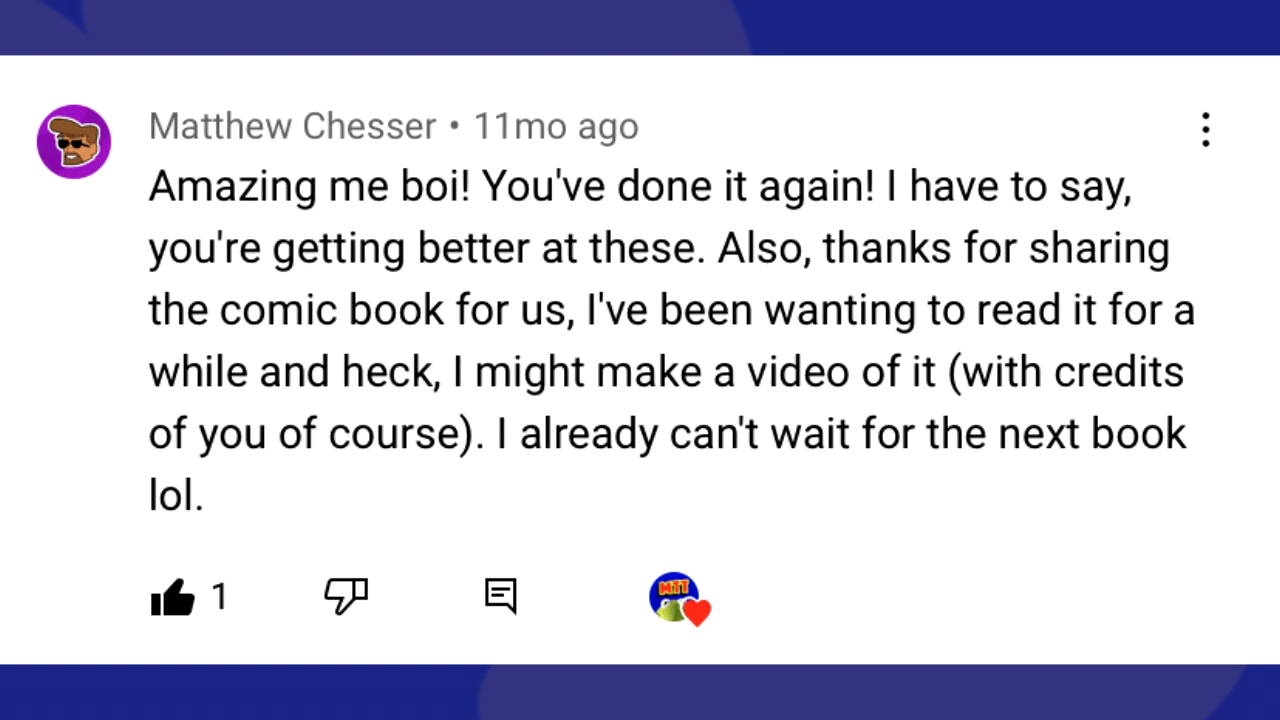 Matthew Chesser • 11mo ago
Amazing me boi! You've done it again! I have to say,
you're getting better at these. Also, thanks for sharing
the comic book for us, I've been wanting to read it for a
while and heck, I might make a video of it (with credits
of you of course). I already can't wait for the next book
lol.
1
MTT